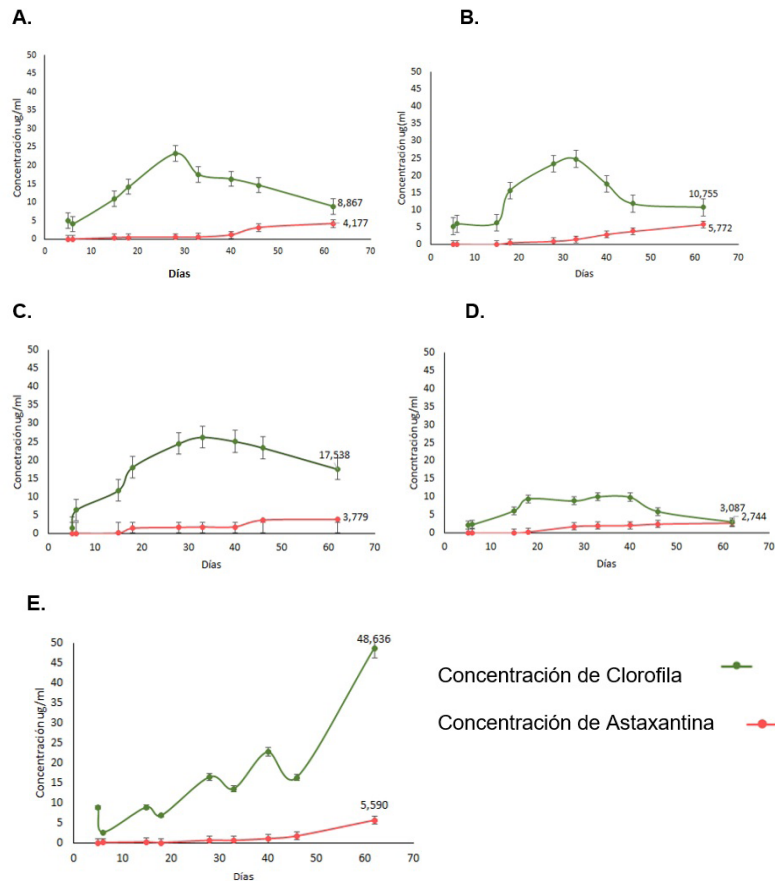 A.
B.
Concentración ug/ml
50
45
40
35
30
25
20
15
10
5
0
0 10 20 30 40 50 60 70
Días
8,867
4,177
Concentración ug(ml
50
45
40
35
30
25
20
15
10
5
0
0 10 20 30 40 50 60 70
Días
10,755
5,772
C.
D.
Concetración ug/ml
50
45
40
35
30
25
20
15
10
5
0
0 10 20 30 40 50 60 70
Días
17,538
3,779
Concntración ug/ml
50
45
40
35
30
25
20
15
10
5
0
0 10 20 30 40 50 60 70
Días
3,087
2,744
E.
Concentración ug/ml
50
45
40
35
30
25
20
15
10
5
0
0 10 20 30 40 50 60 70
Días
48,636
5,590
Concentración de Clorofila
Concentración de Astaxantina